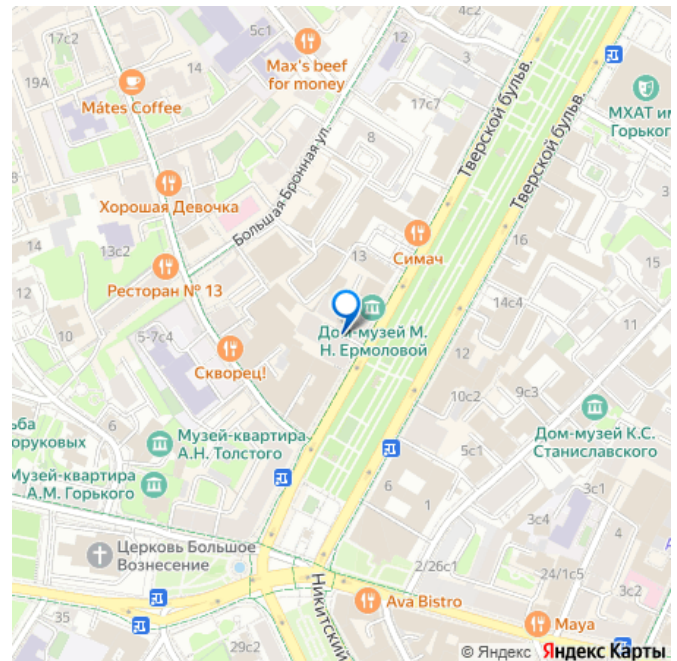 17с2
5с1
12
3
19А
14
Max's beef
for money
Mátes Coffee
17с7
МХАТ им
Горьког
8
Тверской бульв.
Тверской бульв.
Большая Бронная ул.
Хорошая Девочка
14
13с2
Симач
16
13
15
12
Ресторан № 13
14с4
10
5-7с4
Дом-музей М.
Н. Ермоловой
11
12
Скворец!
10с2
9с3
6
ьба
оруковых
Музей-квартира
А.Н. Толстого
Дом-музей К.С.
Станиславского
5с1
Музей-квартира
А.М. Горького
6
1
3с1
3с4
4
Церковь Большое
Вознесение
2/26с1
24/1с5
3с2
Никитский
Ava Bistro
Maya
35
29с2
© Яндекс Яндекс Карты